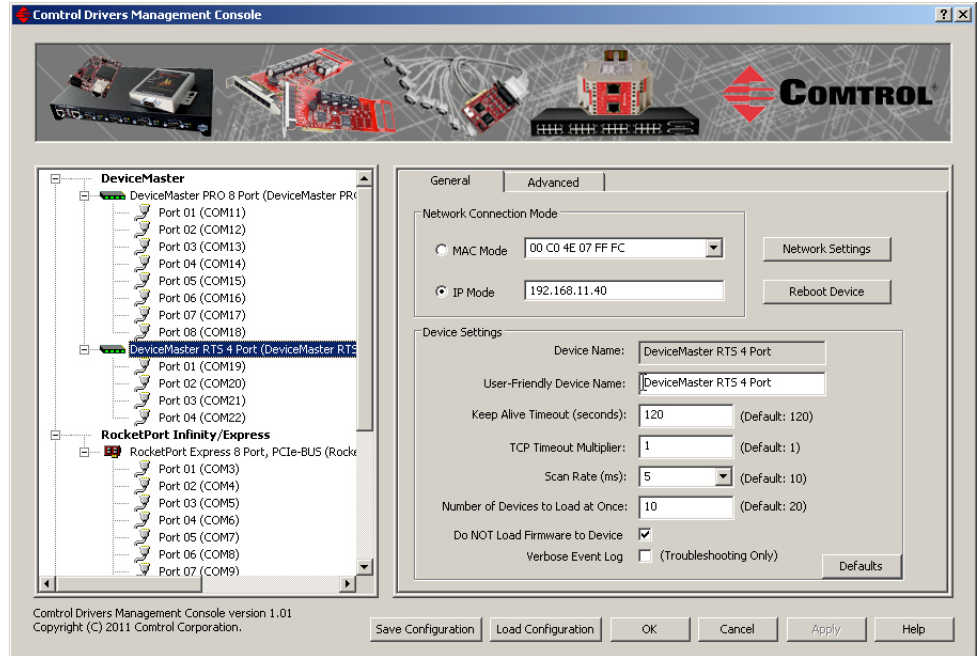 Comtrol Drivers Management Console
COMTROL
DeviceMaster
DeviceMaster PRO 8 Port (DeviceMaster PR
Port 01 (COM11)
Port 02 (COM12)
Port 03 (COM13)
Port 04 (COM14)
Port 05 (COM15)
Port 06 (COM16)
Port 07 (COM17)
Port 08 (COM18)
DeviceMaster RTS 4 Port (DeviceMaster RTS
Port 01 (COM19)
Port 02 (COM20)
Port 03 (COM21)
Port 04 (COM22)
RocketPort Infinity/Express
RocketPort Express 8 Port, PCIe-BUS (Rocke
Port 01 (COM3)
Port 02 (COM4)
Port 03 (COM5)
Port 04 (COM6)
Port 05 (COM7)
Port 06 (COM8)
Port 07 (COM9)
General Advanced
Network Connection Mode
MAC Mode 00 C0 4E 07 FF FC
IP Mode 192.168.11.40
Network Settings
Reboot Device
Device Settings
Device Name: DeviceMaster RTS 4 Port
User-Friendly Device Name: DeviceMaster RTS 4 Port
Keep Alive Timeout (seconds): 120 (Default: 120)
TCP Timeout Multiplier: 1 (Default: 1)
Scan Rate (ms): 5 (Default: 10)
Number of Devices to Load at Once: 10 (Default: 20)
Do NOT Load Firmware to Device
Verbose Event Log (Troubleshooting Only)
Defaults
Comtrol Drivers Management Console version 1.01
Copyright (C) 2011 Comtrol Corporation.
Save Configuration Load Configuration OK Cancel Apply Help